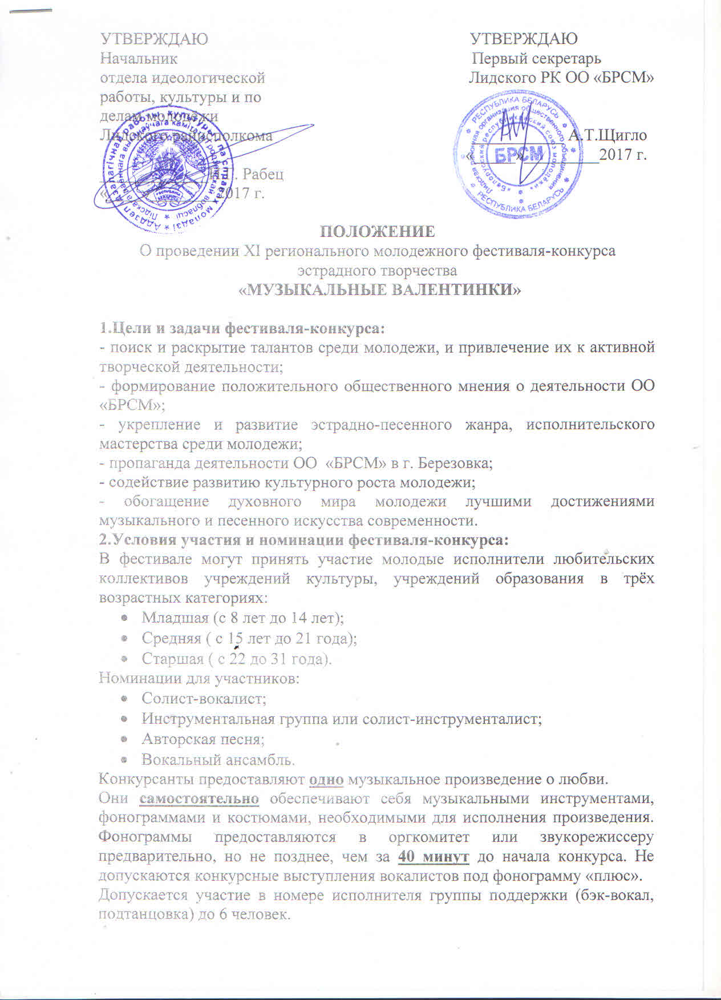 УТВЕРЖДАЮ
Начальник
отдела идеологической
работы, культуры и по
делам молодежи
Лидского райисполкома
Рабец
« 2017 г.
УТВЕРЖДАЮ
Первый секретарь
Лидского РК ОО «БРСМ»
А.Т.Щигло
« » 2017 г.
РЕСПУБЛИКА БЕЛАРУСЬ
БРСМ
РЕСПУБЛИКА БЕЛАРУСЬ
ПОЛОЖЕНИЕ
О проведении XI регионального молодежного фестиваля-конкурса
эстрадного творчества
«МУЗЫКАЛЬНЫЕ ВАЛЕНТИНКИ»
1.Цели и задачи фестиваля-конкурса:
- поиск и раскрытие талантов среди молодежи, и привлечение их к активной
творческой деятельности;
- формирование положительного общественного мнения о деятельности ОО
«БРСМ»;
- укрепление и развитие эстрадно-песенного жанра, исполнительского
мастерства среди молодежи;
- пропаганда деятельности ОО «БРСМ» в г. Березовка;
- содействие развитию культурного роста молодежи;
- обогащение духовного мира молодежи лучшими достижениями
музыкального и песенного искусства современности.
2.Условия участия и номинации фестиваля-конкурса:
В фестивале могут принять участие молодые исполнители любительских
коллективов учреждений культуры, учреждений образования в трёх
возрастных категориях:
• Младшая (с 8 лет до 14 лет);
• Средняя ( с 15 лет до 21 года);
• Старшая ( с 22 до 31 года).
Номинации для участников:
• Солист-вокалист;
• Инструментальная группа или солист-инструменталист;
• Авторская песня;
• Вокальный ансамбль.
Конкурсанты предоставляют одно музыкальное произведение о любви.
Они самостоятельно обеспечивают себя музыкальными инструментами,
фонограммами и костюмами, необходимыми для исполнения произведения.
Фонограммы предоставляются в оргкомитет или звукорежиссеру
предварительно, но не позднее, чем за 40 минут до начала конкурса. Не
допускаются конкурсные выступления вокалистов под фонограмму «плюс».
Допускается участие в номере исполнителя группы поддержки (бэк-вокал,
подтанцовка) до 6 человек.